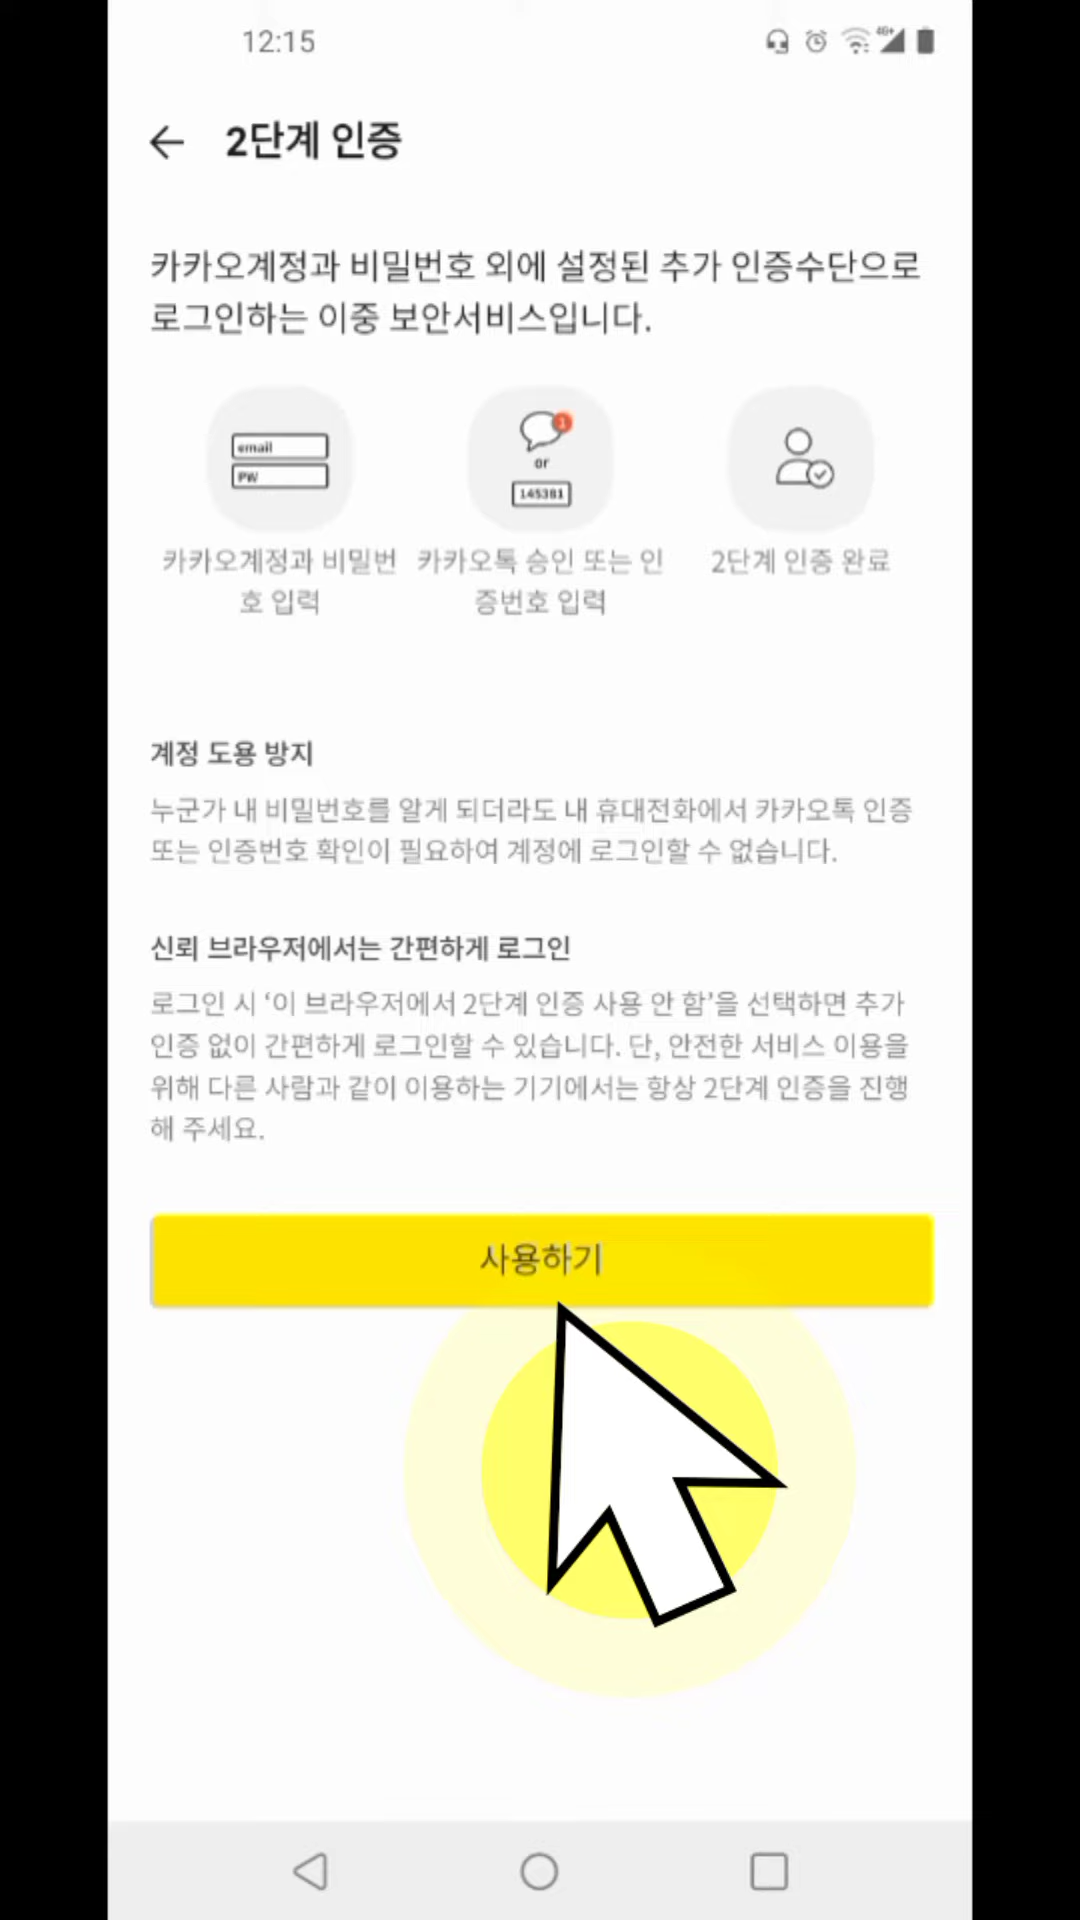 12:15
4G+
2단계 인증
카카오계정과 비밀번호 외에 설정된 추가 인증수단으로
로그인하는 이중 보안서비스입니다.
email
PW
1
or
145381
카카오계정과 비밀번
호 입력
카카오톡 승인 또는 인
증번호 입력
2단계 인증 완료
계정 도용 방지
누군가 내 비밀번호를 알게 되더라도 내 휴대전화에서 카카오톡 인증
또는 인증번호 확인이 필요하여 계정에 로그인할 수 없습니다.
신뢰 브라우저에서는 간편하게 로그인
로그인 시 ‘이 브라우저에서 2단계 인증 사용 안 함’을 선택하면 추가
인증 없이 간편하게 로그인할 수 있습니다. 단, 안전한 서비스 이용을
위해 다른 사람과 같이 이용하는 기기에서는 항상 2단계 인증을 진행
해 주세요.
사용하기